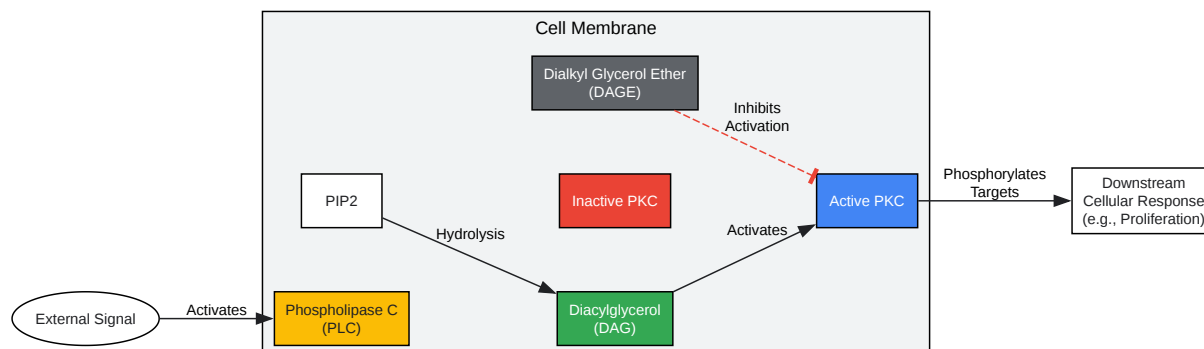 Cell Membrane
Dialkyl Glycerol Ether
(DAGE)
Inhibits
Activation
PIP2
Inactive PKC
Active PKC
Phosphorylates
Targets
Downstream
Cellular Response
(e.g., Proliferation)
Hydrolysis
Activates
External Signal
Activates
Phospholipase C
(PLC)
Diacylglycerol
(DAG)